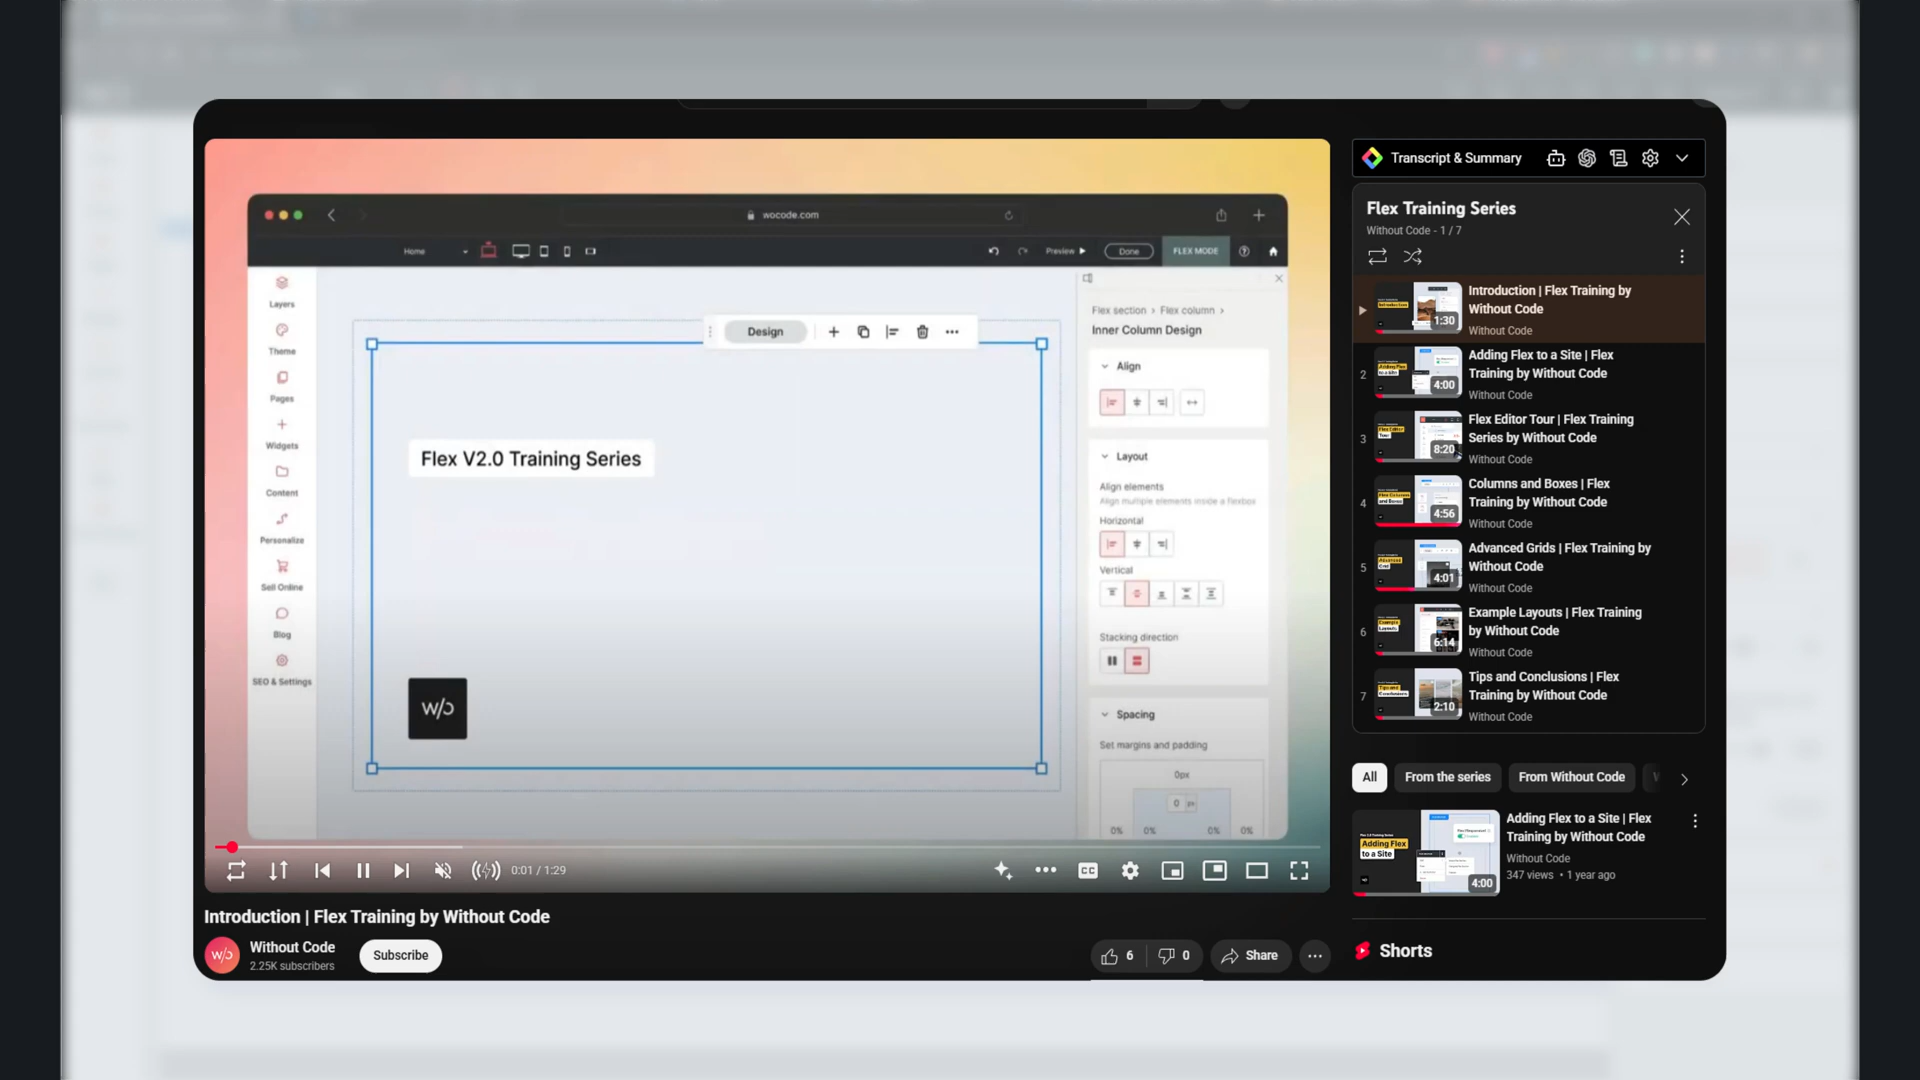 wocode.com
Home
Preview
Done
FLEX MODE
Layers
Theme
Pages
Widgets
Content
Personalize
Sell Online
Blog
SEO & Settings
Design
Flex V2.0 Training Series
W/O
Flex section > Flex column >
Inner Column Design
Align
Layout
Align elements
Align multiple elements inside a flexbox
Horizontal
Vertical
Stacking direction
Spacing
Set margins and padding
0px
0 px
0% 0% 0% 0%
CC
0:01 / 1:29
Introduction | Flex Training by Without Code
W/O
Without Code
2.25K subscribers
Subscribe
6
0
Share
Transcript & Summary
Flex Training Series
Without Code - 1 / 7
1:30
Introduction | Flex Training by
Without Code
Without Code
2
4:00
Adding Flex to a Site | Flex
Training by Without Code
Without Code
3
8:20
Flex Editor Tour | Flex Training
Series by Without Code
Without Code
4
4:56
Columns and Boxes | Flex
Training by Without Code
Without Code
5
4:01
Advanced Grids | Flex Training by
Without Code
Without Code
6
6:14
Example Layouts | Flex Training
by Without Code
Without Code
7
2:10
Tips and Conclusions | Flex
Training by Without Code
Without Code
All
From the series
From Without Code
Adding Flex
to a Site
4:00
Adding Flex to a Site | Flex
Training by Without Code
Without Code
347 views • 1 year ago
Shorts